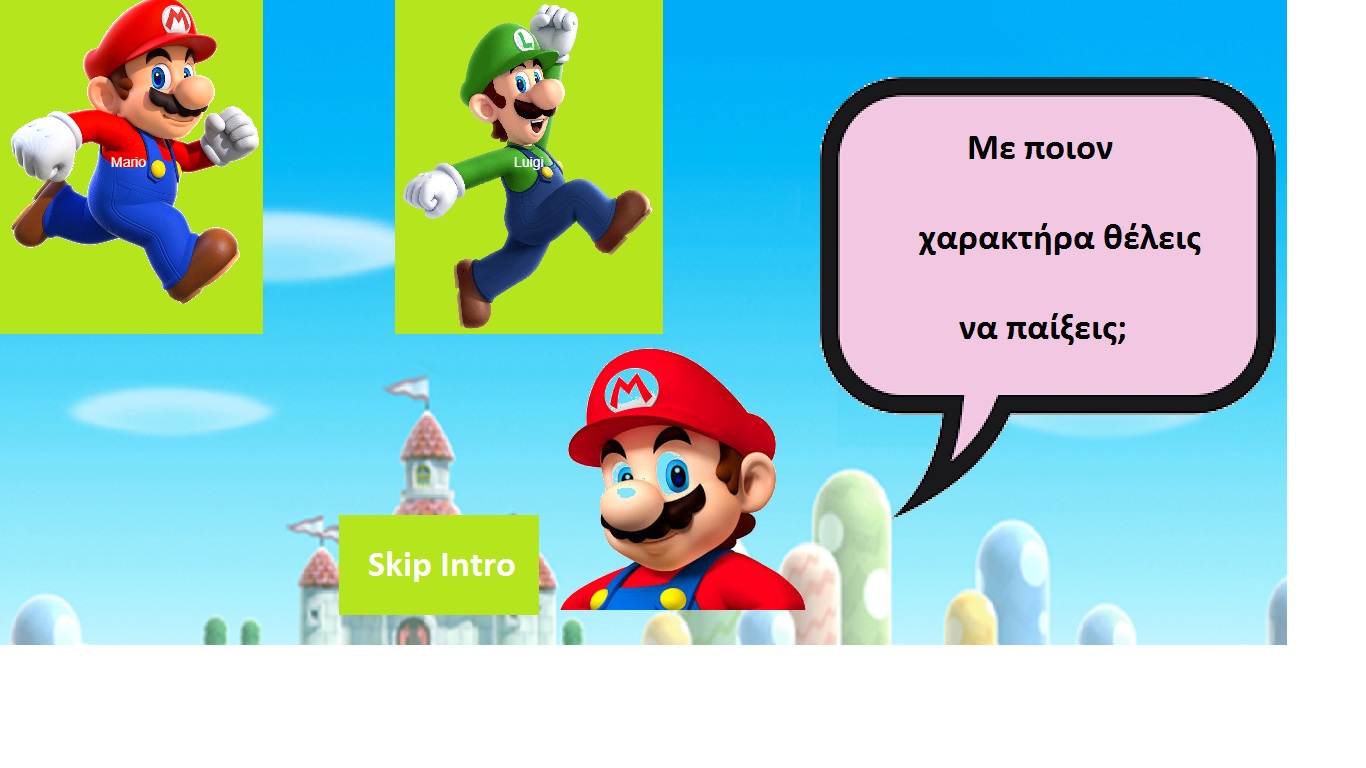 M
L
Mario
Luigi
Με ποιον
χαρακτήρα θέλεις
να παίξεις;
M
Skip Intro